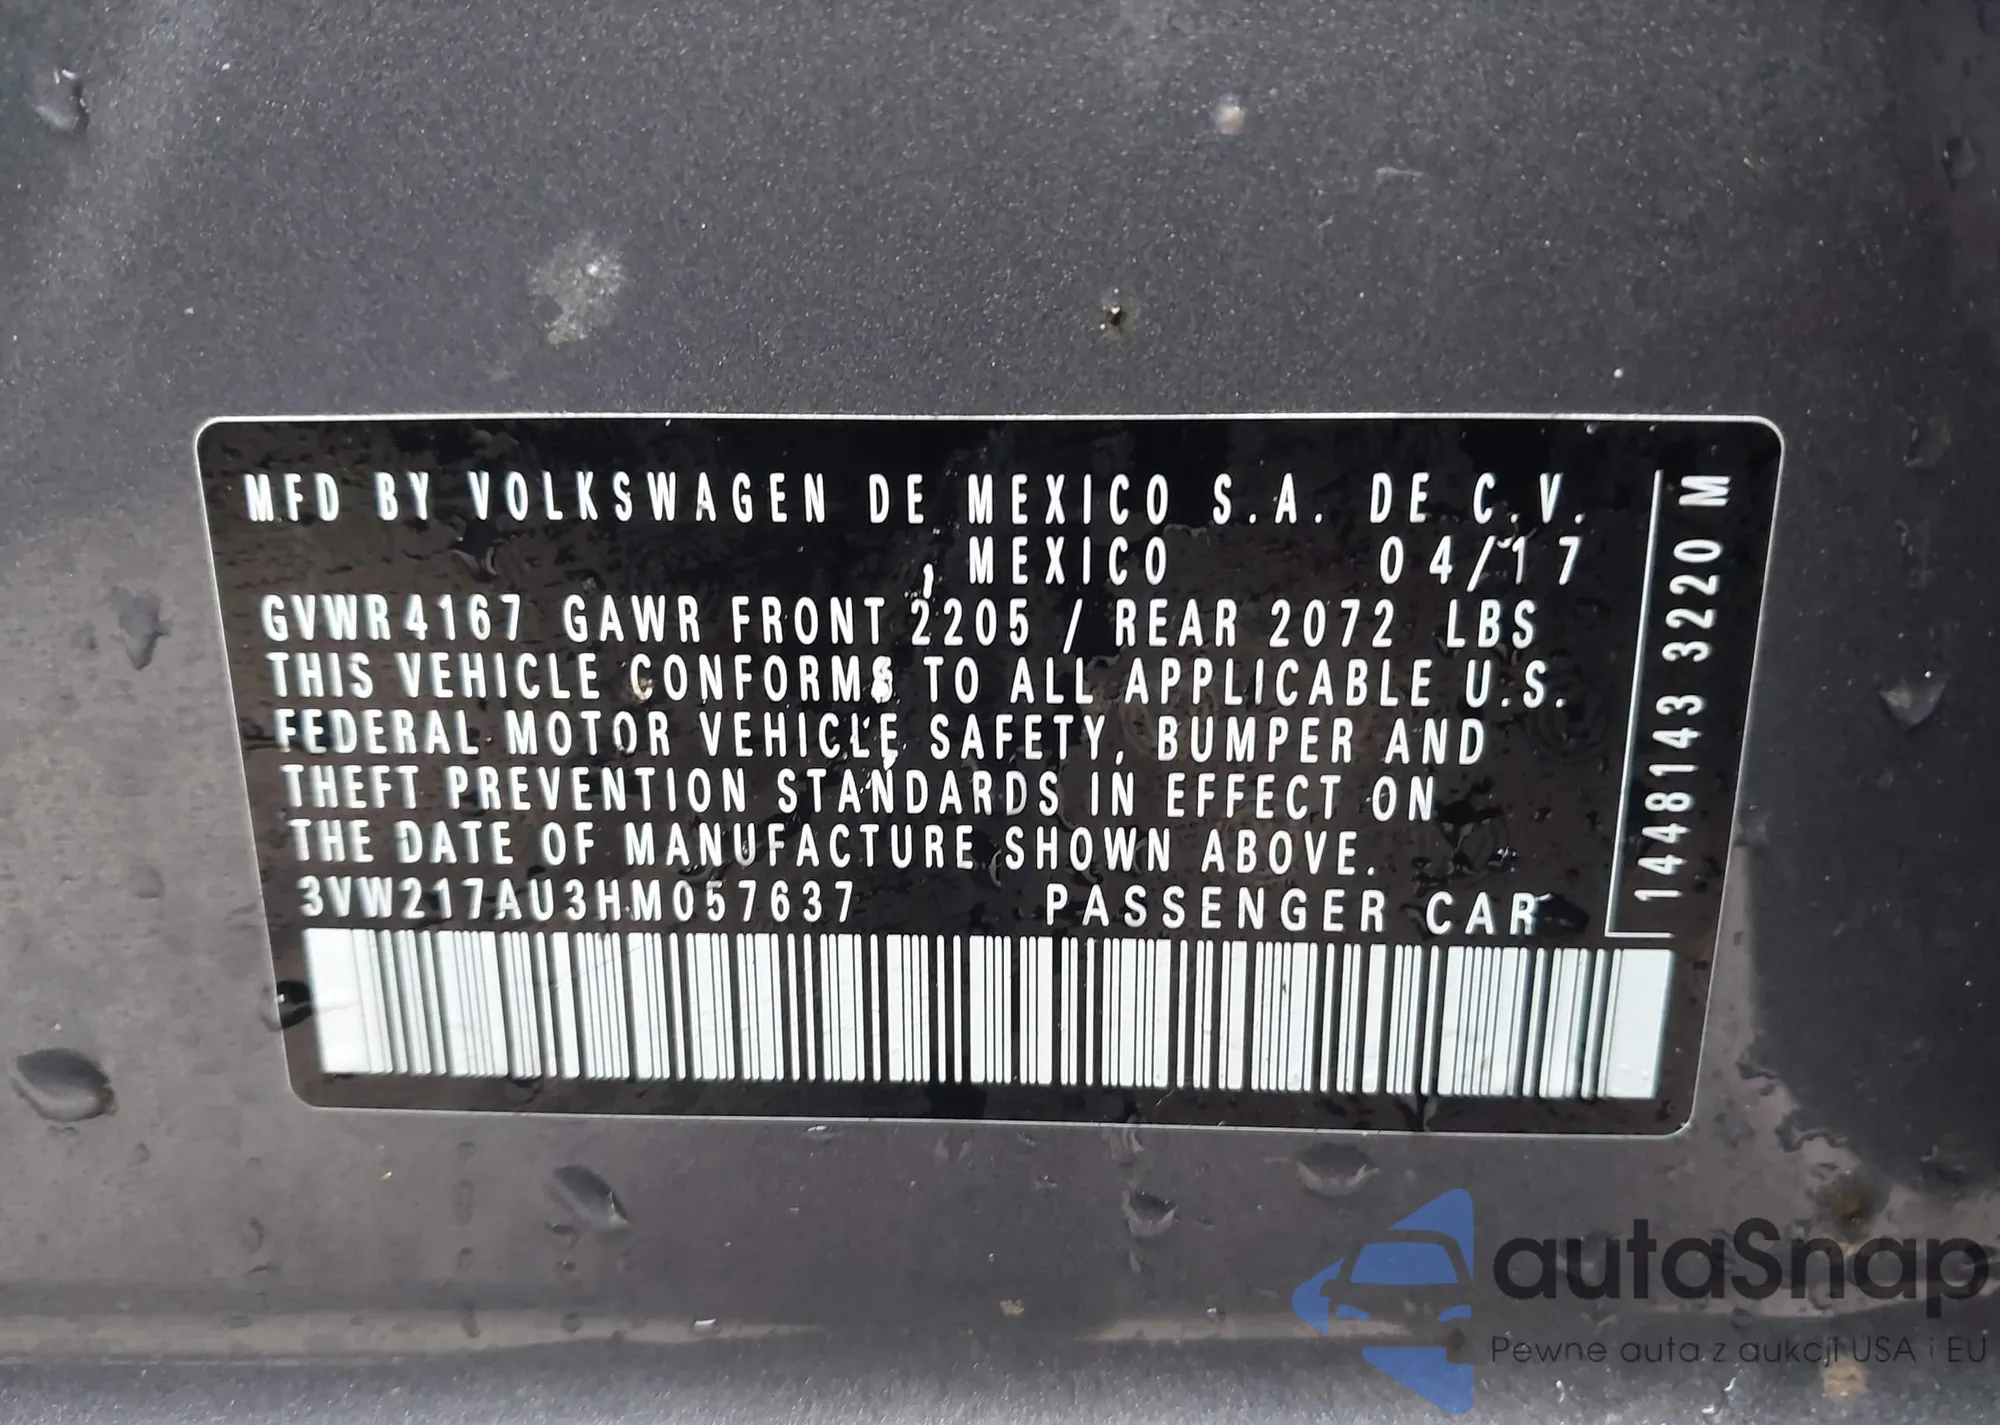 MFD BY VOLKSWAGEN DE MEXICO S.A. DE C.V.
, MEXICO 04/17
GVWR 4167 GAWR FRONT 2205 / REAR 2072 LBS
THIS VEHICLE CONFORMS TO ALL APPLICABLE U.S.
FEDERAL MOTOR VEHICLE SAFETY, BUMPER AND
THEFT PREVENTION STANDARDS IN EFFECT ON
THE DATE OF MANUFACTURE SHOWN ABOVE.
3VW217AU3HM057637 PASSENGER CAR
1448143 3220 M
autoSnap
Pewne auta z aukcji USA i EU